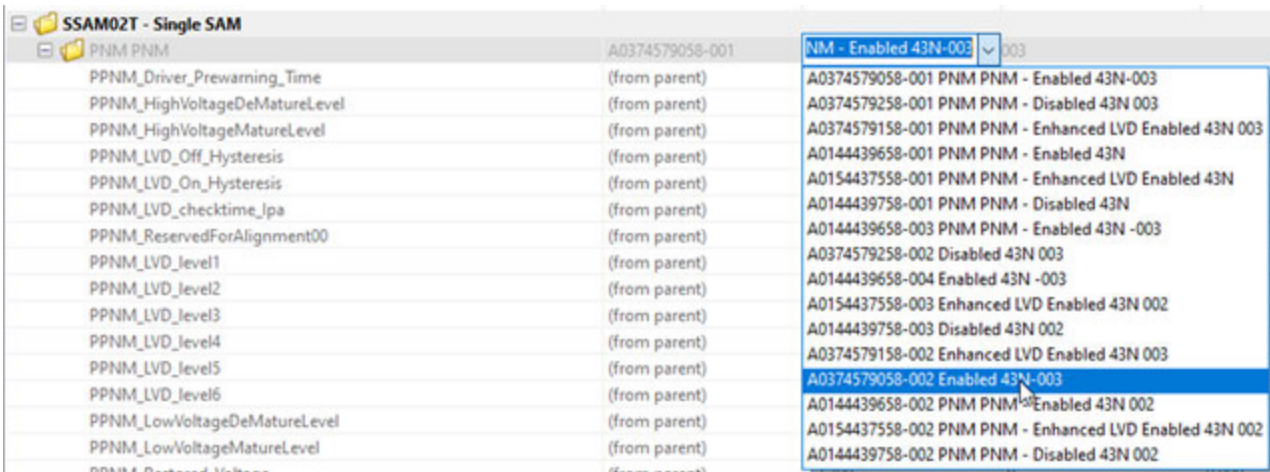 SSAM02T - Single SAM
PNM PNM A0374579058-001 NM - Enabled 43N-003 003
PPNM_Driver_Prewarning_Time (from parent) A0374579058-001 PNM PNM - Enabled 43N-003
PPNM_HighVoltageDeMatureLevel (from parent) A0374579258-001 PNM PNM - Disabled 43N 003
PPNM_HighVoltageMatureLevel (from parent) A0374579158-001 PNM PNM - Enhanced LVD Enabled 43N 003
PPNM_LVD_Off_Hysteresis (from parent) A0144439658-001 PNM PNM - Enabled 43N
PPNM_LVD_On_Hysteresis (from parent) A0154437558-001 PNM PNM - Enhanced LVD Enabled 43N
PPNM_LVD_checktime_lpa (from parent) A0144439758-001 PNM PNM - Disabled 43N
PPNM_ReservedForAlignment00 (from parent) A0144439658-003 PNM PNM - Enabled 43N -003
PPNM_LVD_level1 (from parent) A0374579258-002 Disabled 43N 003
PPNM_LVD_level2 (from parent) A0144439658-004 Enabled 43N -003
PPNM_LVD_level3 (from parent) A0154437558-003 Enhanced LVD Enabled 43N 002
PPNM_LVD_level4 (from parent) A0144439758-003 Disabled 43N 002
PPNM_LVD_level5 (from parent) A0374579158-002 Enhanced LVD Enabled 43N 003
PPNM_LVD_level6 (from parent) A0374579058-002 Enabled 43N-003
PPNM_LowVoltageDeMatureLevel (from parent) A0144439658-002 PNM PNM - Enabled 43N 002
PPNM_LowVoltageMatureLevel (from parent) A0154437558-002 PNM PNM - Enhanced LVD Enabled 43N 002
A0144439758-002 PNM PNM - Disabled 43N 002